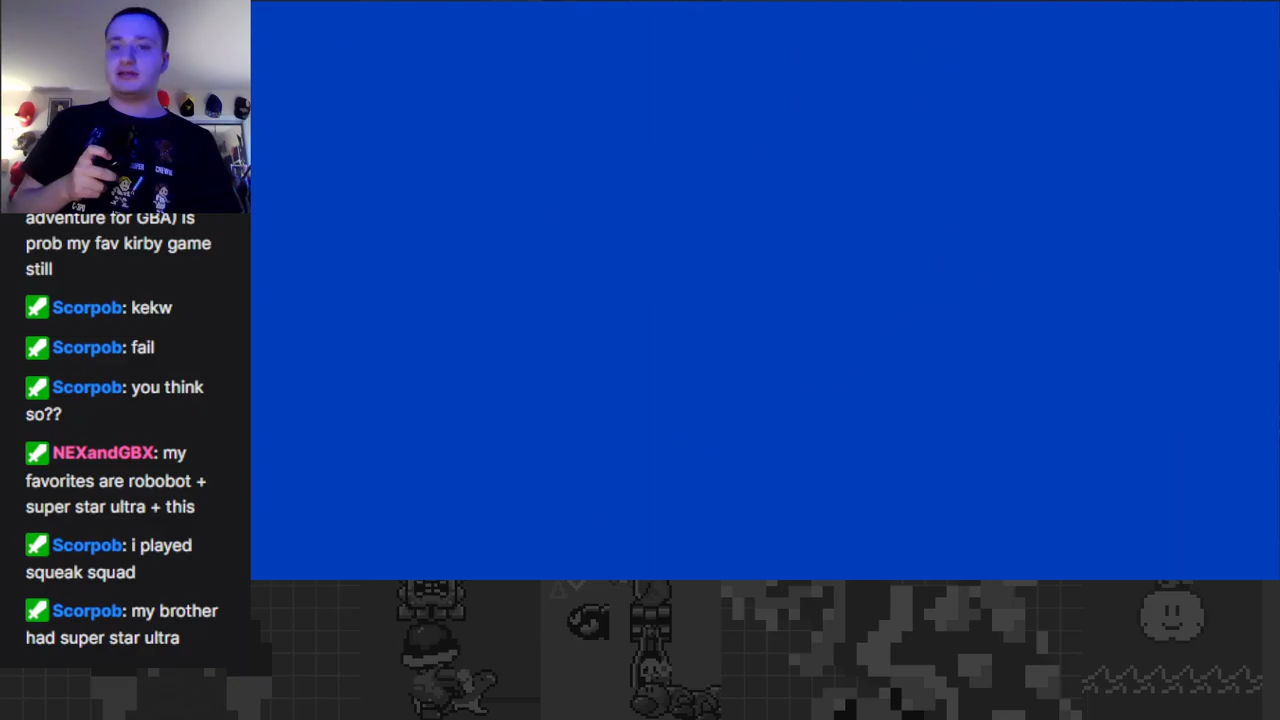 adventure for GBA) is
prob my fav kirby game
still
Scorpob: kekw
Scorpob: fail
Scorpob: you think
so??
NEXandGBX: my
favorites are robobot +
super star ultra + this
Scorpob: i played
squeak squad
Scorpob: my brother
had super star ultra